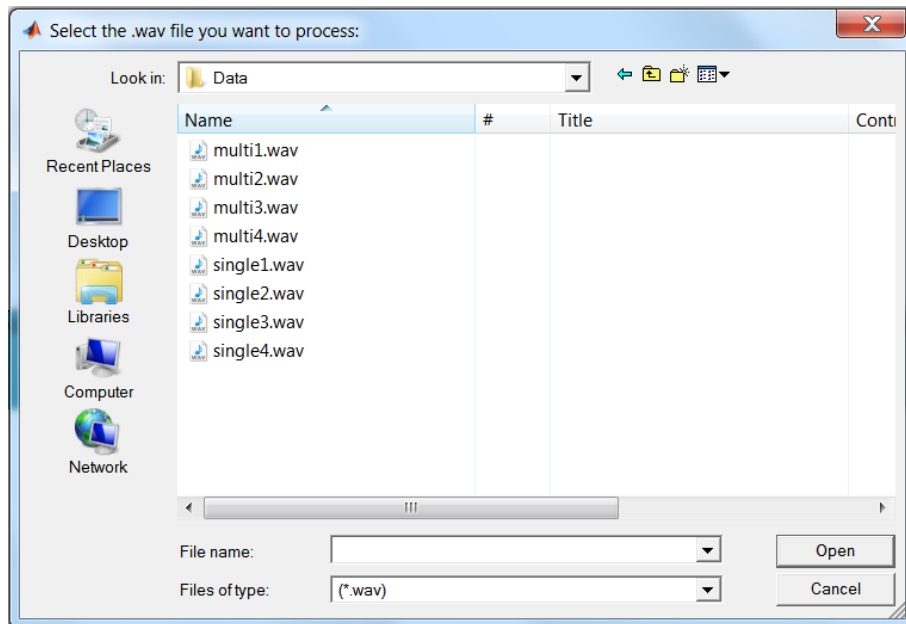 Select the .wav file you want to process:
Look in: Data
Name # Title Contr
multi1.wav
multi2.wav
multi3.wav
multi4.wav
single1.wav
single2.wav
single3.wav
single4.wav
Recent Places
Desktop
Libraries
Computer
Network
File name: Open
Files of type: (*.wav) Cancel